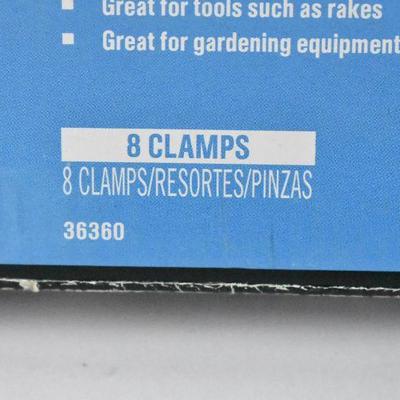 ▪ Great for tools such as rakes
▪ Great for gardening equipment
8 CLAMPS
8 CLAMPS/RESORTES/PINZAS
36360